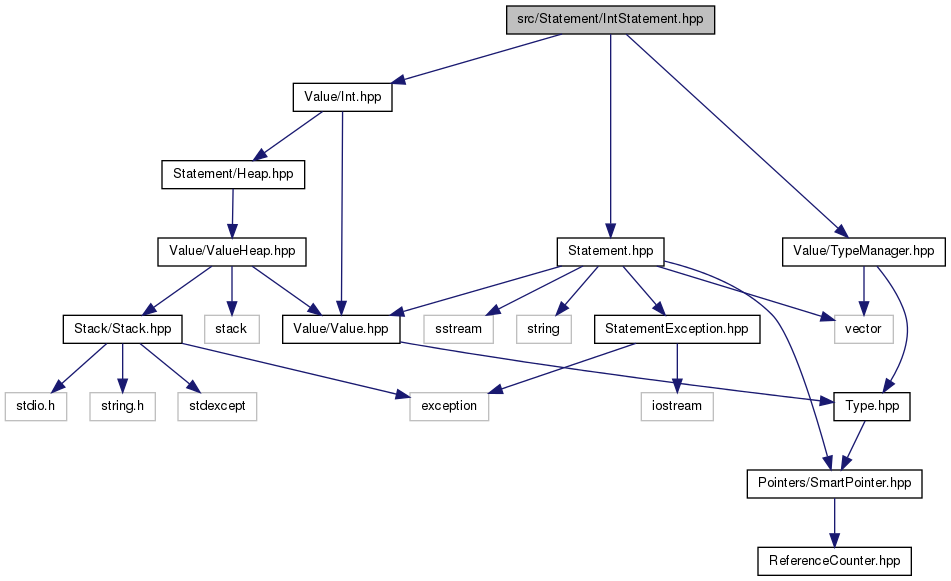 src/Statement/IntStatement.hpp
Value/Int.hpp
Statement/Heap.hpp
Value/ValueHeap.hpp
Statement.hpp
Value/TypeManager.hpp
Stack/Stack.hpp
stack
Value/Value.hpp
sstream
string
StatementException.hpp
vector
stdio.h
string.h
stdexcept
exception
iostream
Type.hpp
Pointers/SmartPointer.hpp
ReferenceCounter.hpp